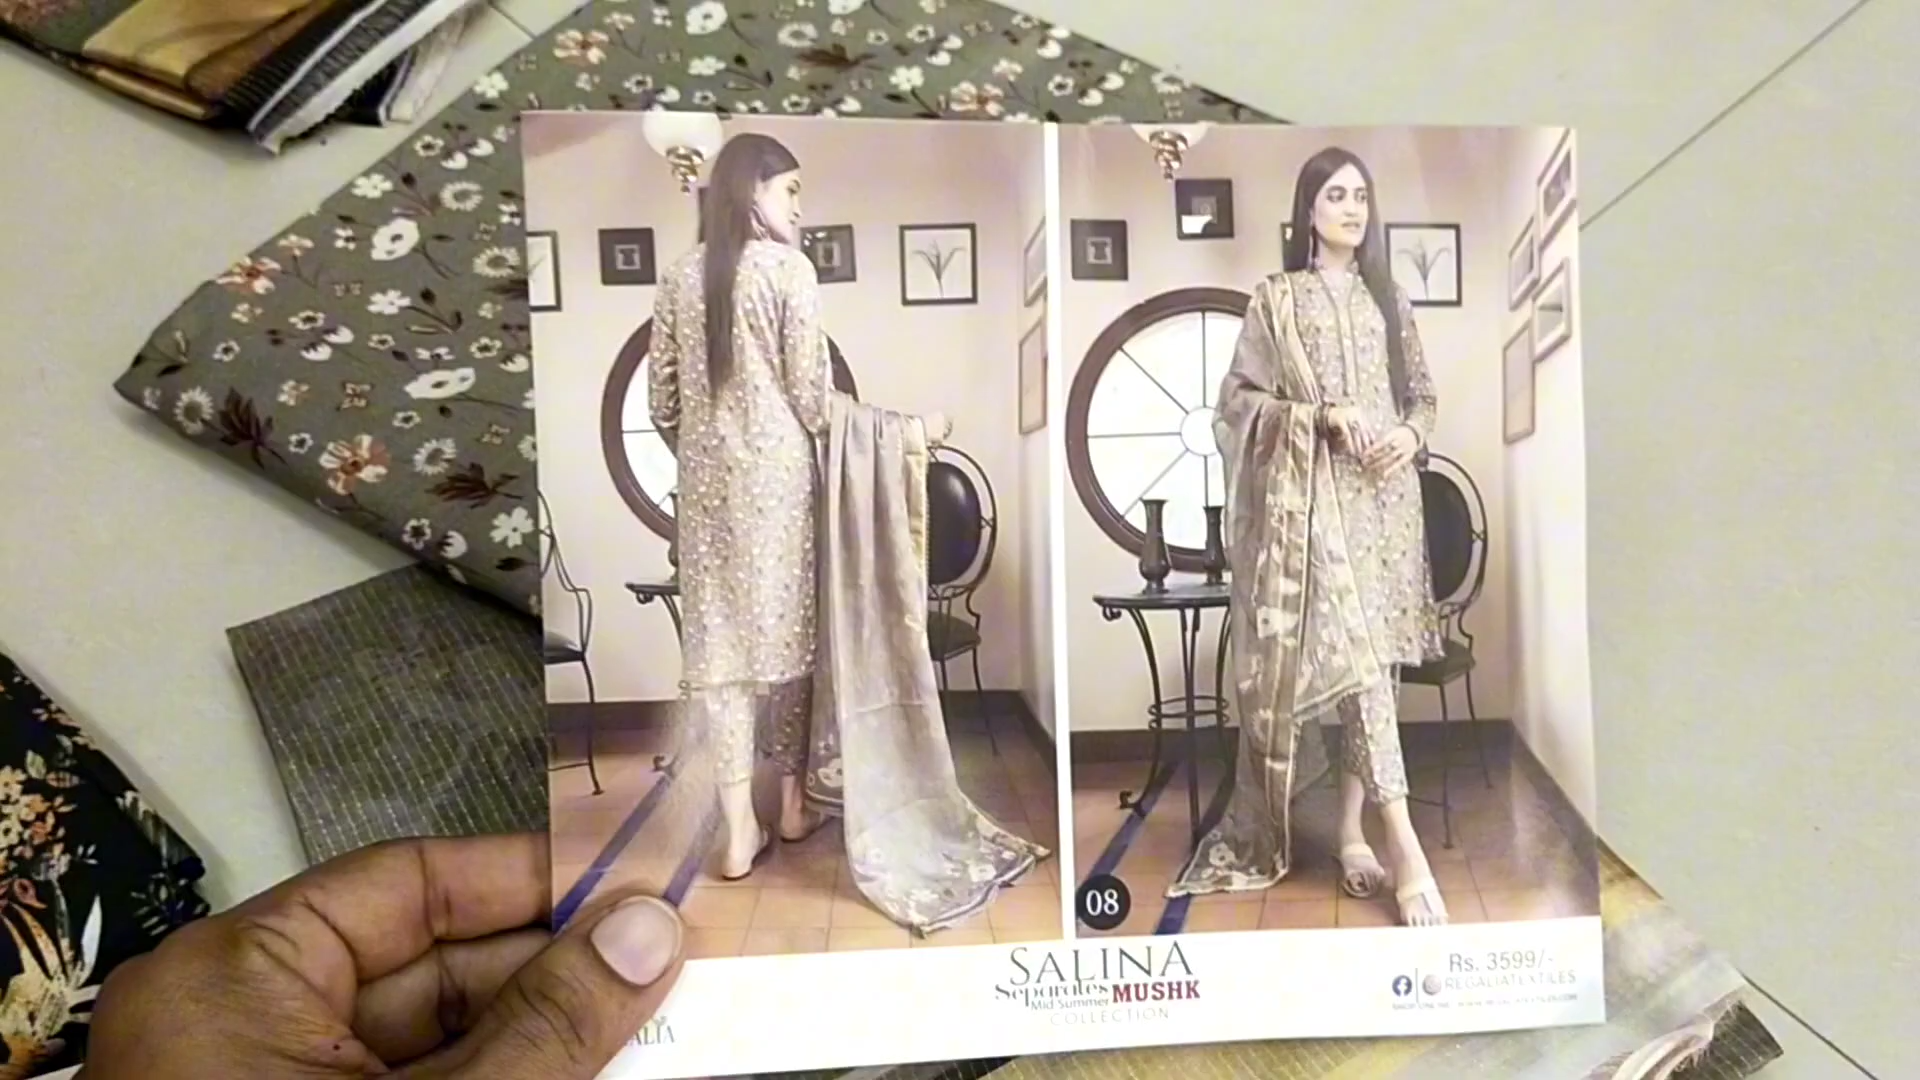 08
SALINA
Separates MUSHK
Mid Summer
COLLECTION
Rs. 3599/-
REGALIATEXTILES
ALIA